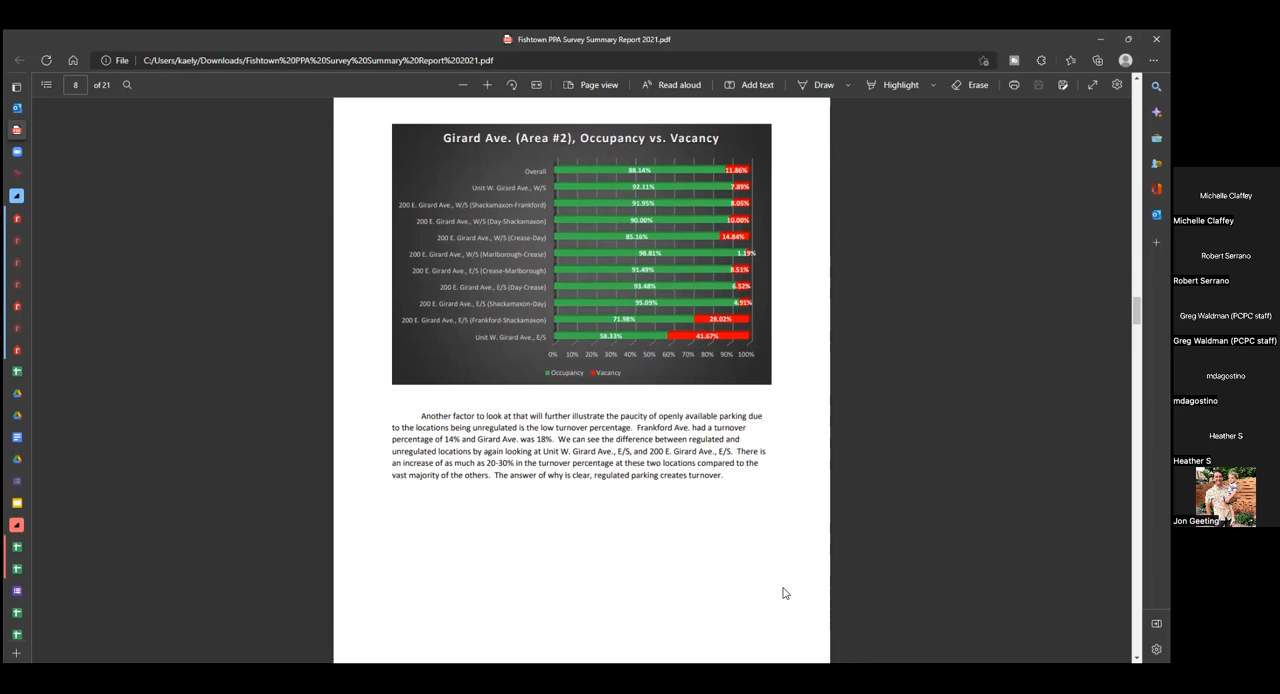 Fishtown PPA Survey Summary Report 2021.pdf
File
C:/Users/kaely/Downloads/Fishtown%20PPA%20Survey%20Summary%20Report%202021.pdf
8 of 21
Page view
Read aloud
Add text
Draw
Highlight
Erase
Girard Ave. (Area #2), Occupancy vs. Vacancy
Overall 88.14% 11.86%
Unit W. Girard Ave., W/S 92.11% 7.89%
200 E. Girard Ave., W/S (Shackamaxon-Frankford) 91.95% 8.05%
200 E. Girard Ave., W/S (Day-Shackamaxon) 90.00% 10.00%
200 E. Girard Ave., W/S (Crease-Day) 85.16% 14.84%
200 E. Girard Ave., W/S (Marlborough-Crease) 98.81% 1.19%
200 E. Girard Ave., E/S (Crease-Marlborough) 91.49% 8.51%
200 E. Girard Ave., E/S (Day-Crease) 93.48% 6.52%
200 E. Girard Ave., E/S (Shackamaxon-Day) 95.09% 4.91%
200 E. Girard Ave., E/S (Frankford-Shackamaxon) 71.98% 28.02%
Unit W. Girard Ave., E/S 58.33% 41.67%
0% 10% 20% 30% 40% 50% 60% 70% 80% 90% 100%
Occupancy Vacancy
Another factor to look at that will further illustrate the paucity of openly available parking due
to the locations being unregulated is the low turnover percentage. Frankford Ave. had a turnover
percentage of 14% and Girard Ave. was 18%. We can see the difference between regulated and
unregulated locations by again looking at Unit W. Girard Ave., E/S, and 200 E. Girard Ave., E/S. There is
an increase of as much as 20-30% in the turnover percentage at these two locations compared to the
vast majority of the others. The answer of why is clear, regulated parking creates turnover.
Michelle Claffey
Michelle Claffey
Robert Serrano
Robert Serrano
Greg Waldman (PCPC staff)
Greg Waldman (PCPC staff)
mdagostino
mdagostino
Heather S
Heather S
Jon Geeting